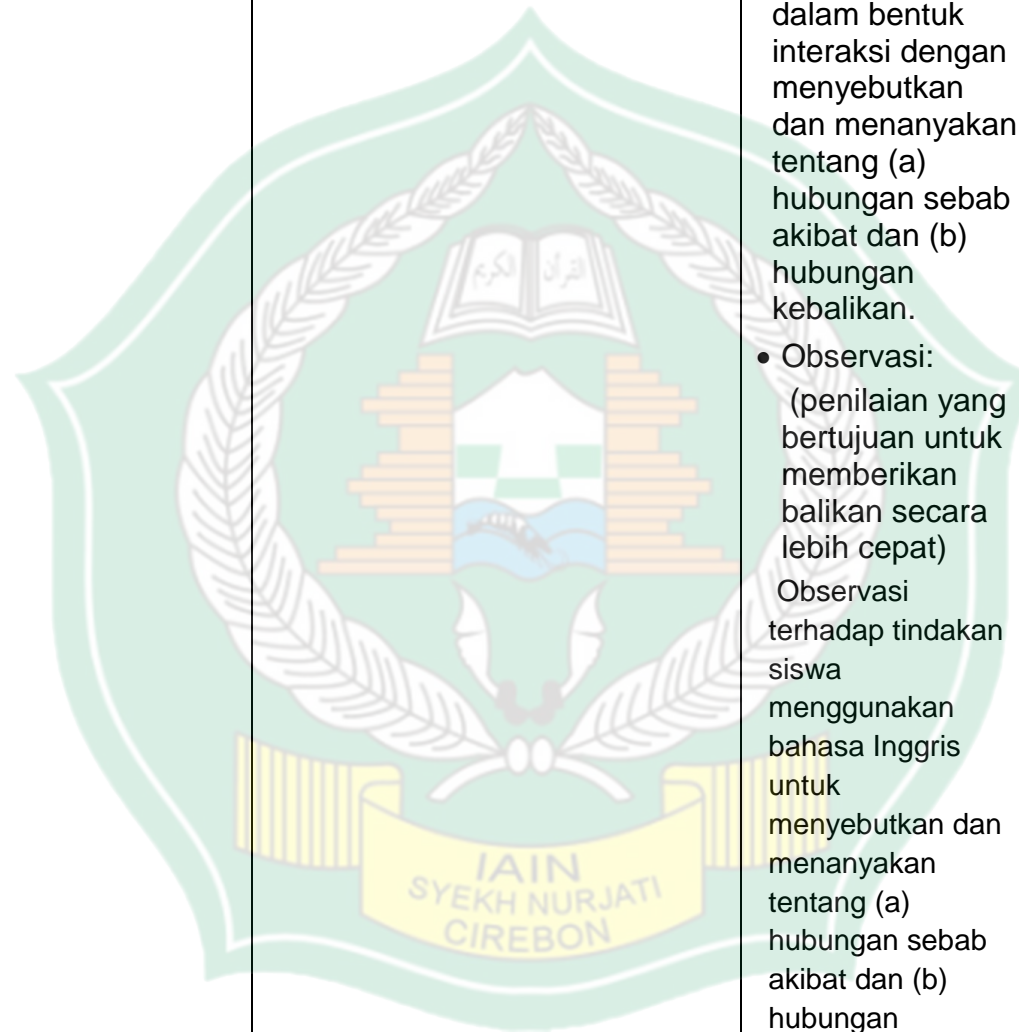 dalam bentuk
interaksi dengan
menyebutkan
dan menanyakan
tentang (a)
hubungan sebab
akibat dan (b)
hubungan
kebalikan.
• Observasi:
(penilaian yang
bertujuan untuk
memberikan
balikan secara
lebih cepat)
Observasi
terhadap tindakan
siswa
menggunakan
bahasa Inggris
untuk
menyebutkan dan
menanyakan
tentang (a)
hubungan sebab
akibat dan (b)
hubungan
القرآن الكريم
IAIN
SYEKH NURJATI
CIREBON